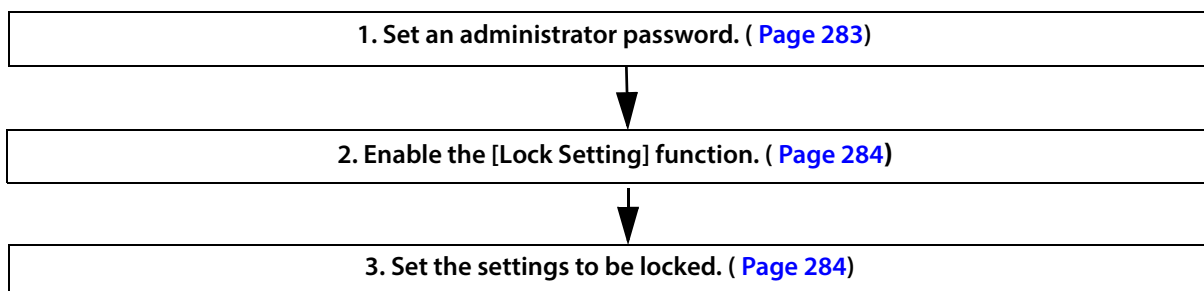 1. Set an administrator password. ( Page 283)
2. Enable the [Lock Setting] function. ( Page 284)
3. Set the settings to be locked. ( Page 284)